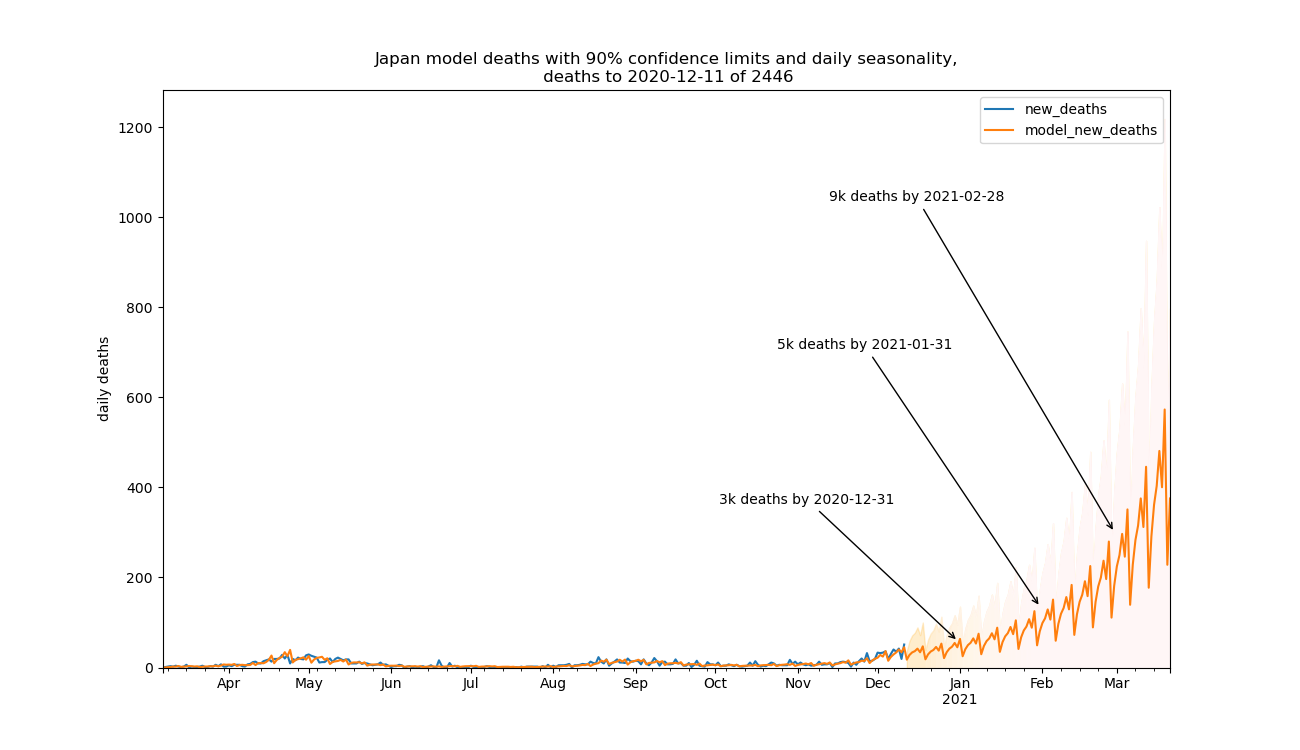 Japan model deaths with 90% confidence limits and daily seasonality,
deaths to 2020-12-11 of 2446
new_deaths
model_new_deaths
1200
1000
800
600
400
200
0
daily deaths
9k deaths by 2021-02-28
5k deaths by 2021-01-31
3k deaths by 2020-12-31
Apr May Jun Jul Aug Sep Oct Nov Dec Jan Feb Mar
2021